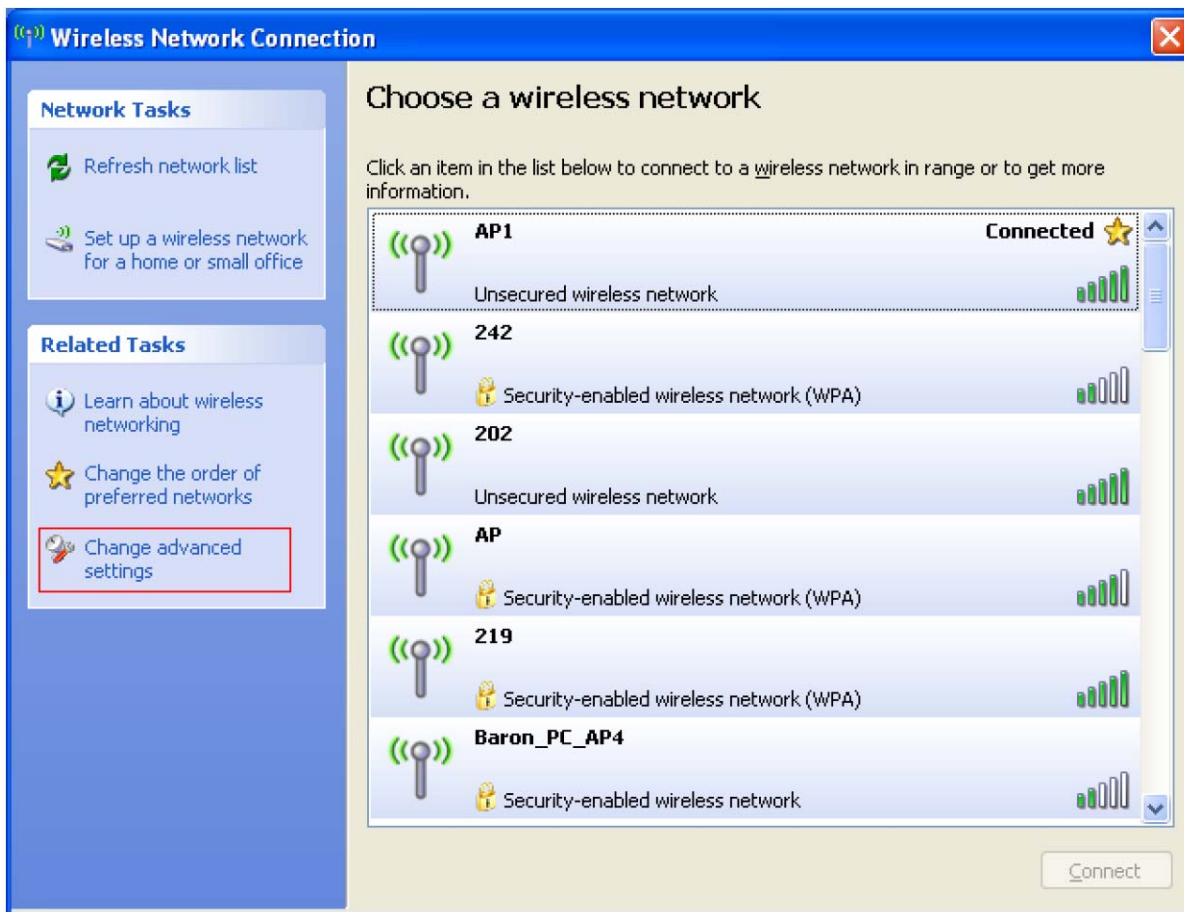 Wireless Network Connection
Network Tasks
Refresh network list
Set up a wireless network
for a home or small office
Related Tasks
Learn about wireless
networking
Change the order of
preferred networks
Change advanced
settings
Choose a wireless network
Click an item in the list below to connect to a wireless network in range or to get more
information.
AP1
Connected
Unsecured wireless network
242
Security-enabled wireless network (WPA)
202
Unsecured wireless network
AP
Security-enabled wireless network (WPA)
219
Security-enabled wireless network (WPA)
Baron_PC_AP4
Security-enabled wireless network
Connect